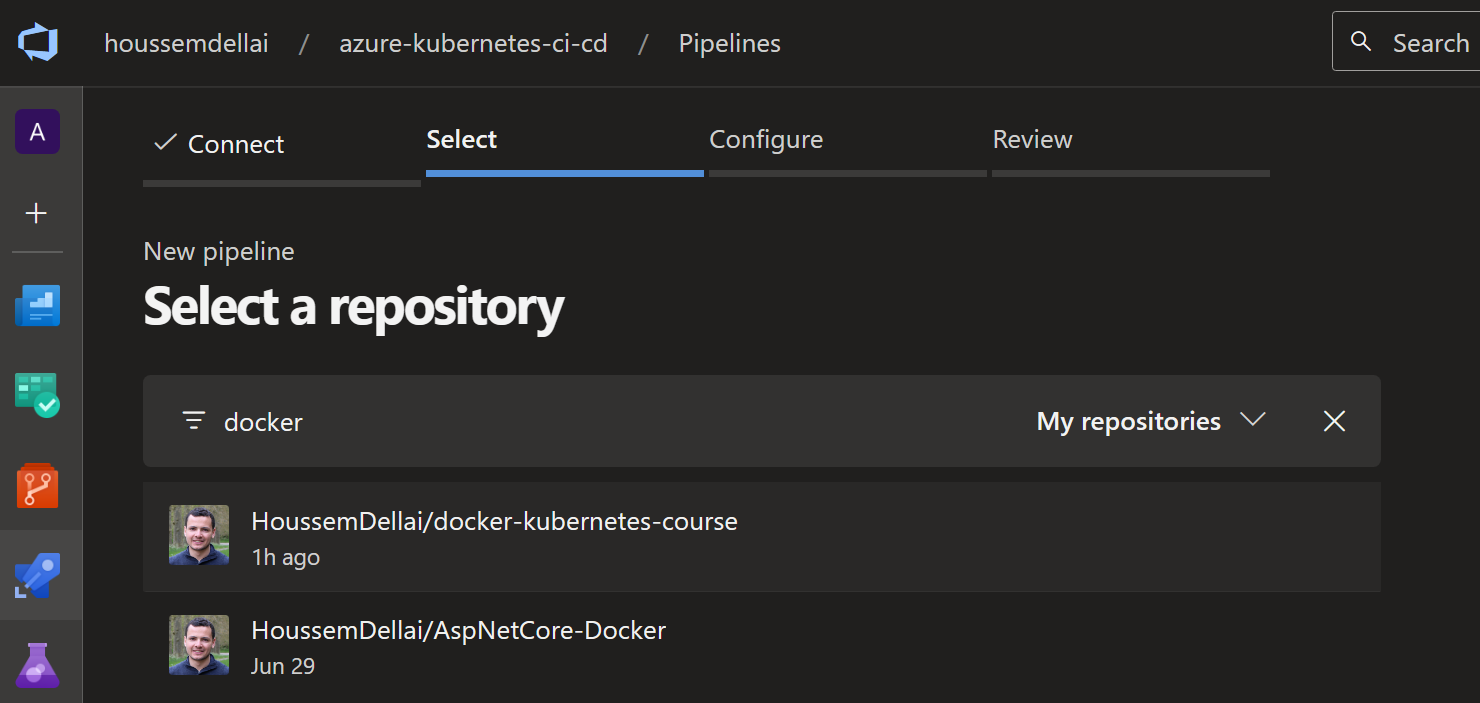 houssemdellai / azure-kubernetes-ci-cd / Pipelines
Search
A
Connect
Select
Configure
Review
New pipeline
Select a repository
docker
My repositories
HoussemDellai/docker-kubernetes-course
1h ago
HoussemDellai/AspNetCore-Docker
Jun 29